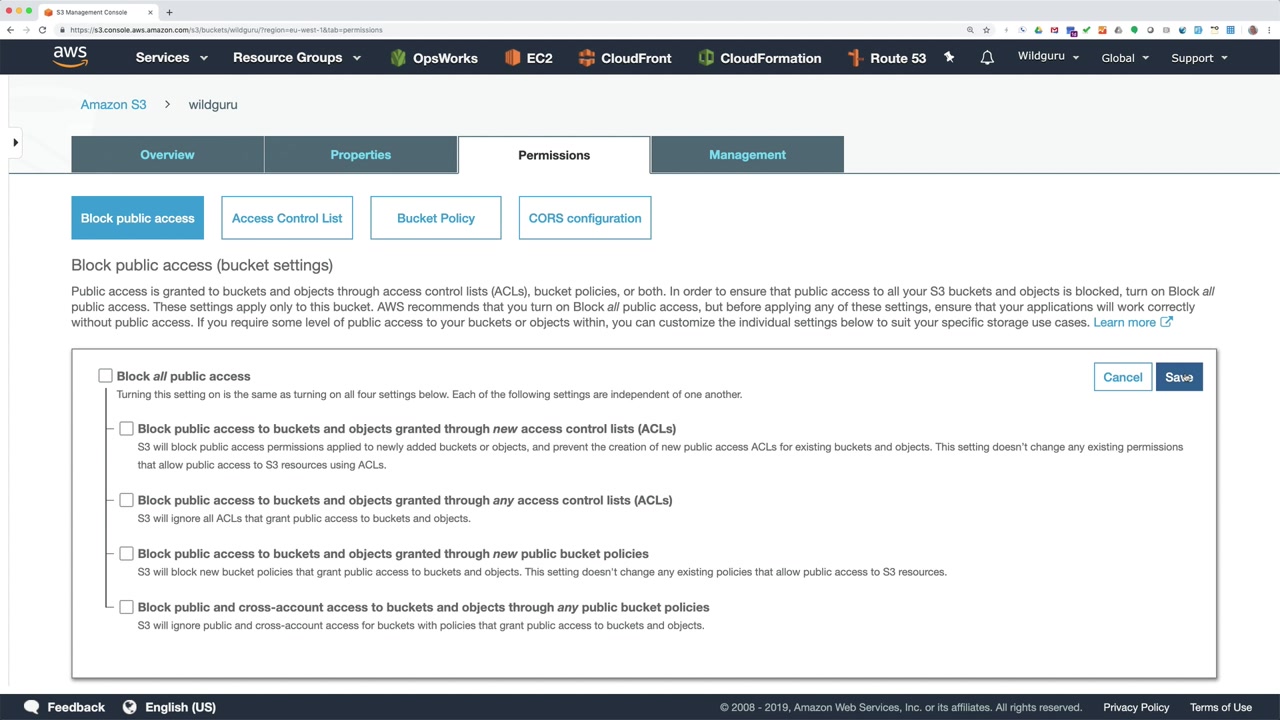 S3 Management Console
https://s3.console.aws.amazon.com/s3/buckets/wildguru/?region=eu-west-1&tab=permissions
aws
Services
Resource Groups
OpsWorks
EC2
CloudFront
CloudFormation
Route 53
Wildguru
Global
Support
Amazon S3
wildguru
Overview
Properties
Permissions
Management
Block public access
Access Control List
Bucket Policy
CORS configuration
Block public access (bucket settings)
Public access is granted to buckets and objects through access control lists (ACLs), bucket policies, or both. In order to ensure that public access to all your S3 buckets and objects is blocked, turn on Block all
public access. These settings apply only to this bucket. AWS recommends that you turn on Block all public access, but before applying any of these settings, ensure that your applications will work correctly
without public access. If you require some level of public access to your buckets or objects within, you can customize the individual settings below to suit your specific storage use cases. Learn more
Block all public access
Cancel
Save
Turning this setting on is the same as turning on all four settings below. Each of the following settings are independent of one another.
Block public access to buckets and objects granted through new access control lists (ACLs)
S3 will block public access permissions applied to newly added buckets or objects, and prevent the creation of new public access ACLs for existing buckets and objects. This setting doesn't change any existing permissions
that allow public access to S3 resources using ACLs.
Block public access to buckets and objects granted through any access control lists (ACLs)
S3 will ignore all ACLs that grant public access to buckets and objects.
Block public access to buckets and objects granted through new public bucket policies
S3 will block new bucket policies that grant public access to buckets and objects. This setting doesn't change any existing policies that allow public access to S3 resources.
Block public and cross-account access to buckets and objects through any public bucket policies
S3 will ignore public and cross-account access for buckets with policies that grant public access to buckets and objects.
Feedback
English (US)
© 2008 - 2019, Amazon Web Services, Inc. or its affiliates. All rights reserved.
Privacy Policy
Terms of Use